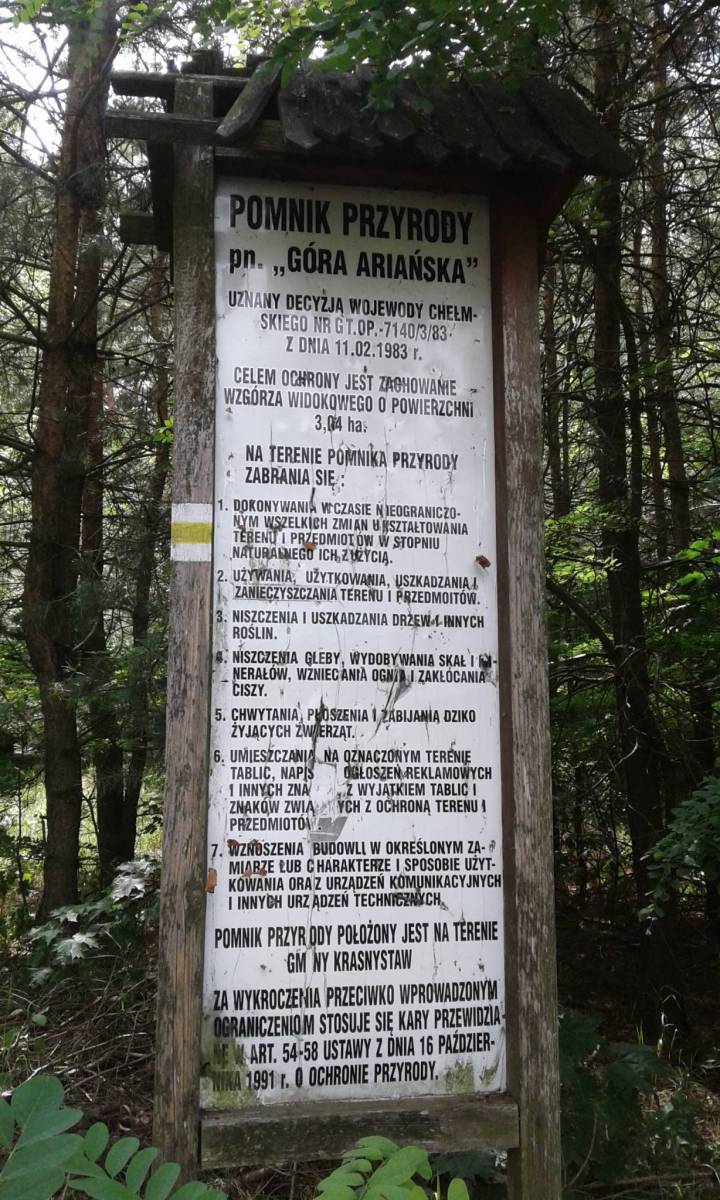 POMNIK PRZYRODY
pn. „GÓRA ARIAŃSKA”
UZNANY DECYZJĄ WOJEWODY CHEŁM-
SKIEGO NR GT.OP.-7140/3/83
Z DNIA 11.02.1983 r.
CELEM OCHRONY JEST ZACHOWANIE
WZGÓRZA WIDOKOWEGO O POWIERZCHNI
3,04 ha.
NA TERENIE POMNIKA PRZYRODY
ZABRANIA SIĘ :
1. DOKONYWANIA W CZASIE NIEOGRANICZO-
NYM WSZELKICH ZMIAN UKSZTAŁTOWANIA
TERENU I PRZEDMIOTÓW W STOPNIU
NATURALNEGO ICH ZUŻYCIĄ.
2. UŻYWANIA, UŻYTKOWANIA, USZKADZANIA I
ZANIECZYSZCZANIA TERENU I PRZEDMOITÓW.
3. NISZCZENIA I USZKADZANIA DRZEW I INNYCH
ROŚLIN.
4. NISZCZENIA GLEBY, WYDOBYWANIA SKAŁ I MI-
NERAŁÓW, WZNIECANIA OGNIA I ZAKŁÓCANIA
CISZY.
5. CHWYTANIA, PŁOSZENIA I ZABIJANIA DZIKO
ŻYJĄCYCH ZWIERZĄT.
6. UMIESZCZANIA NA OZNACZONYM TERENIE
TABLIC, NAPIS OGŁOSZEŃ REKLAMOWYCH
I INNYCH ZNA Z WYJĄTKIEM TABLIC I
ZNAKÓW ZWIĄ YCH Z OCHRONĄ TERENU I
PRZEDMIOTÓ
7. WZNOSZENIA BUDOWLI W OKREŚLONYM ZA-
MIARZE LUB CHARAKTERZE I SPOSOBIE UŻYT-
KOWANIA ORAZ URZĄDZEŃ KOMUNIKACYJNYCH
I INNYCH URZĄDZEŃ TECHNICZNYCH.
POMNIK PRZYRODY POŁOŻONY JEST NA TERENIE
GMINY KRASNYSTAW
ZA WYKROCZENIA PRZECIWKO WPROWADZONYM
OGRANICZENIOM STOSUJE SIĘ KARY PRZEWIDZIA-
NE W ART. 54-58 USTAWY Z DNIA 16 PAŹDZIER-
NIKA 1991 r. O OCHRONIE PRZYRODY.